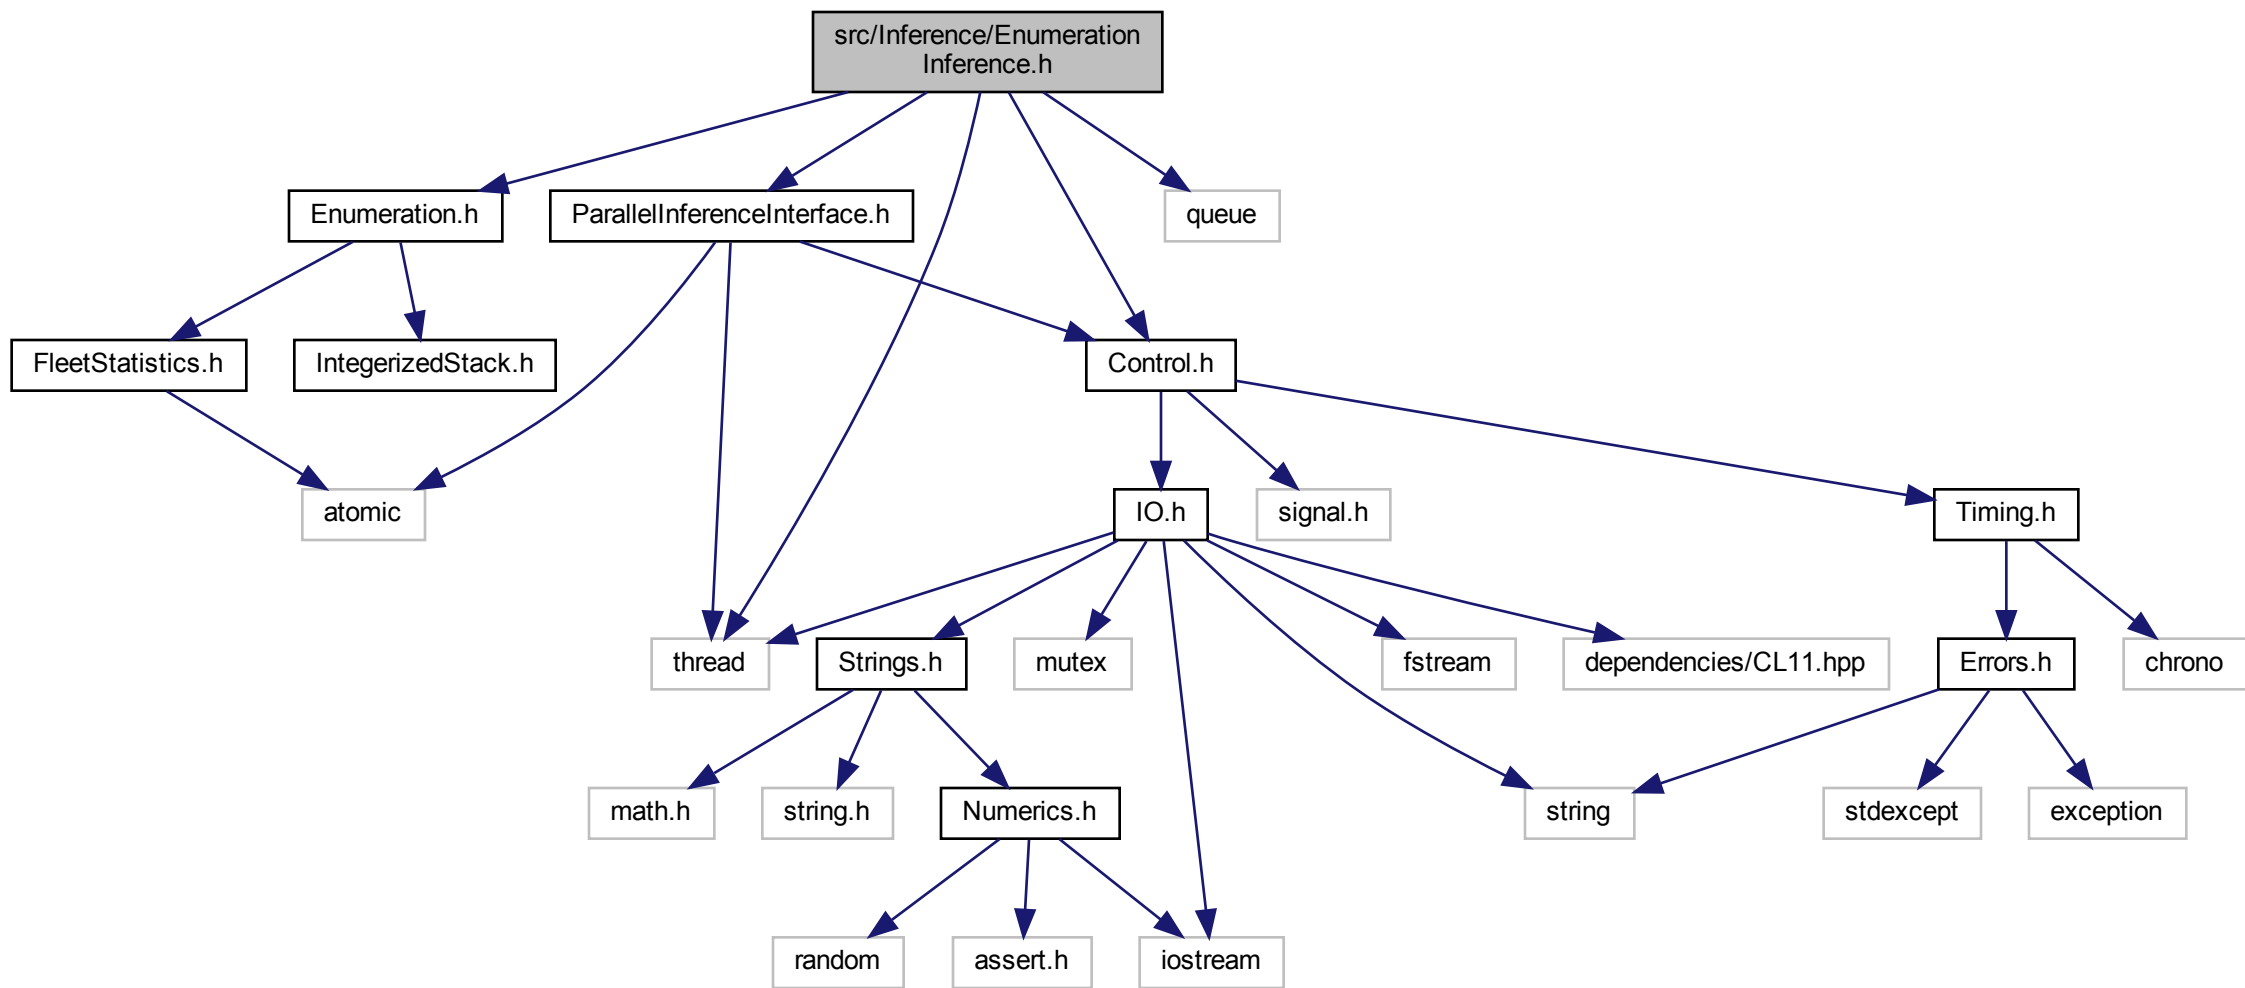 src/Inference/Enumeration
Inference.h
Enumeration.h
ParallelInferenceInterface.h
queue
FleetStatistics.h
IntegerizedStack.h
Control.h
atomic
IO.h
signal.h
Timing.h
thread
Strings.h
mutex
fstream
dependencies/CL11.hpp
Errors.h
chrono
math.h
string.h
Numerics.h
string
stdexcept
exception
random
assert.h
iostream